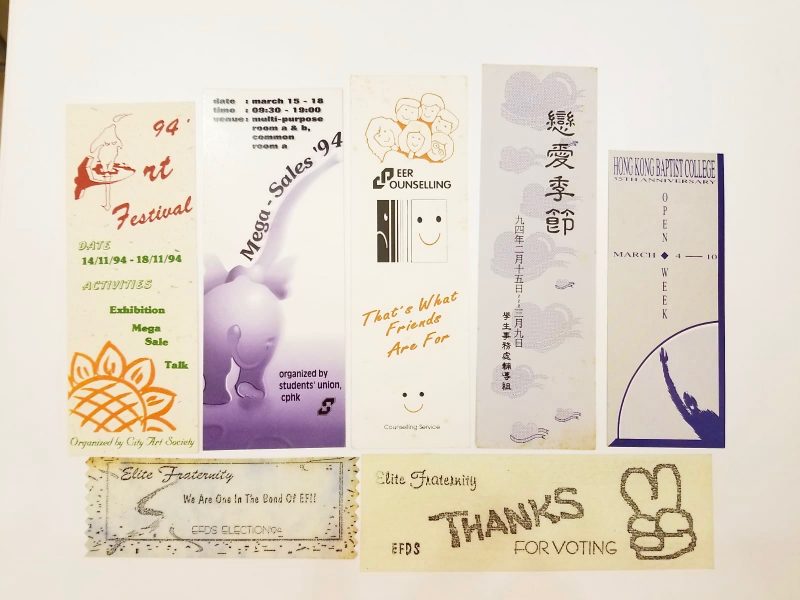 94'
Art
Festival
DATE
14/11/94 - 18/11/94
ACTIVITIES
Exhibition
Mega
Sale
Talk
Organized by City Art Society
date : march 15 - 18
time : 09:30 - 19:00
venue : multi-purpose
room a & b,
common
room a
Mega - Sales '94
organized by
students' union,
cphk
PEER
COUNSELLING
That's What
Friends
Are For
Counselling Service
戀愛季節
九四年二月十五日---三月九日
學生事務處輔導組
HONG KONG BAPTIST COLLEGE
35TH ANNIVERSARY
OPEN WEEK
MARCH 4 — 10
Elite Fraternity
We Are One In The Bond Of EF!!
EFDS ELECTION'94
Elite Fraternity
THANKS
EFDS
FOR VOTING